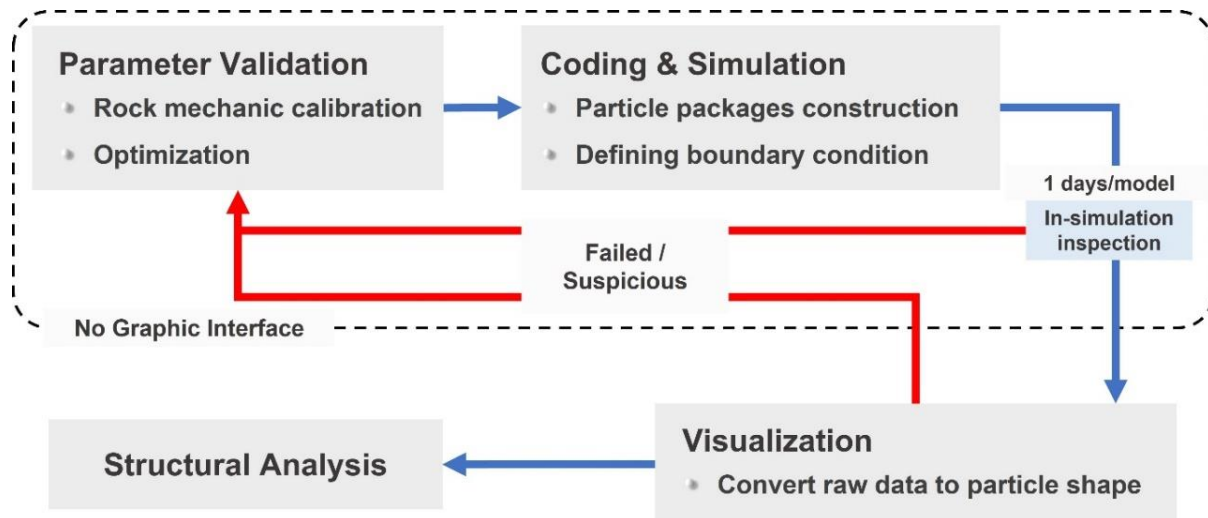 Parameter Validation
Rock mechanic calibration
Optimization
Coding & Simulation
Particle packages construction
Defining boundary condition
1 days/model
In-simulation
inspection
Failed /
Suspicious
No Graphic Interface
Visualization
Convert raw data to particle shape
Structural Analysis